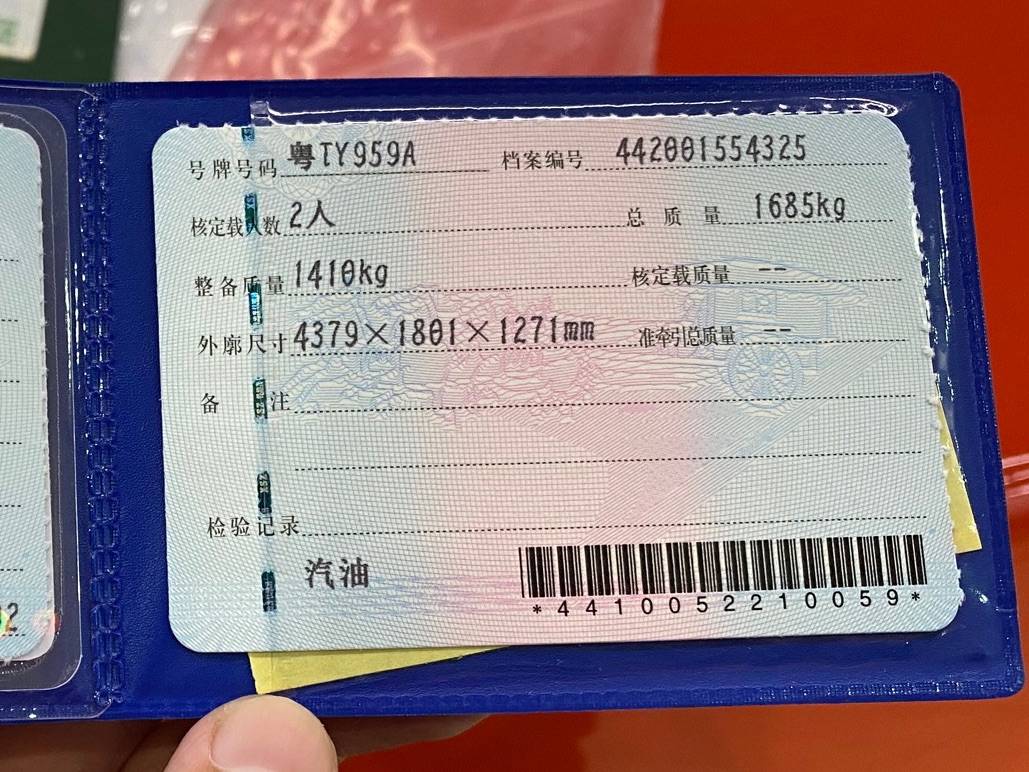 号牌号码 粤TY959A 档案编号 442001554325
核定载人数 2人 总质量 1685kg
整备质量 1410kg 核定载质量 --
外廓尺寸 4379×1801×1271mm 准牵引总质量 --
备注
检验记录
汽油
*4410052210059*
2